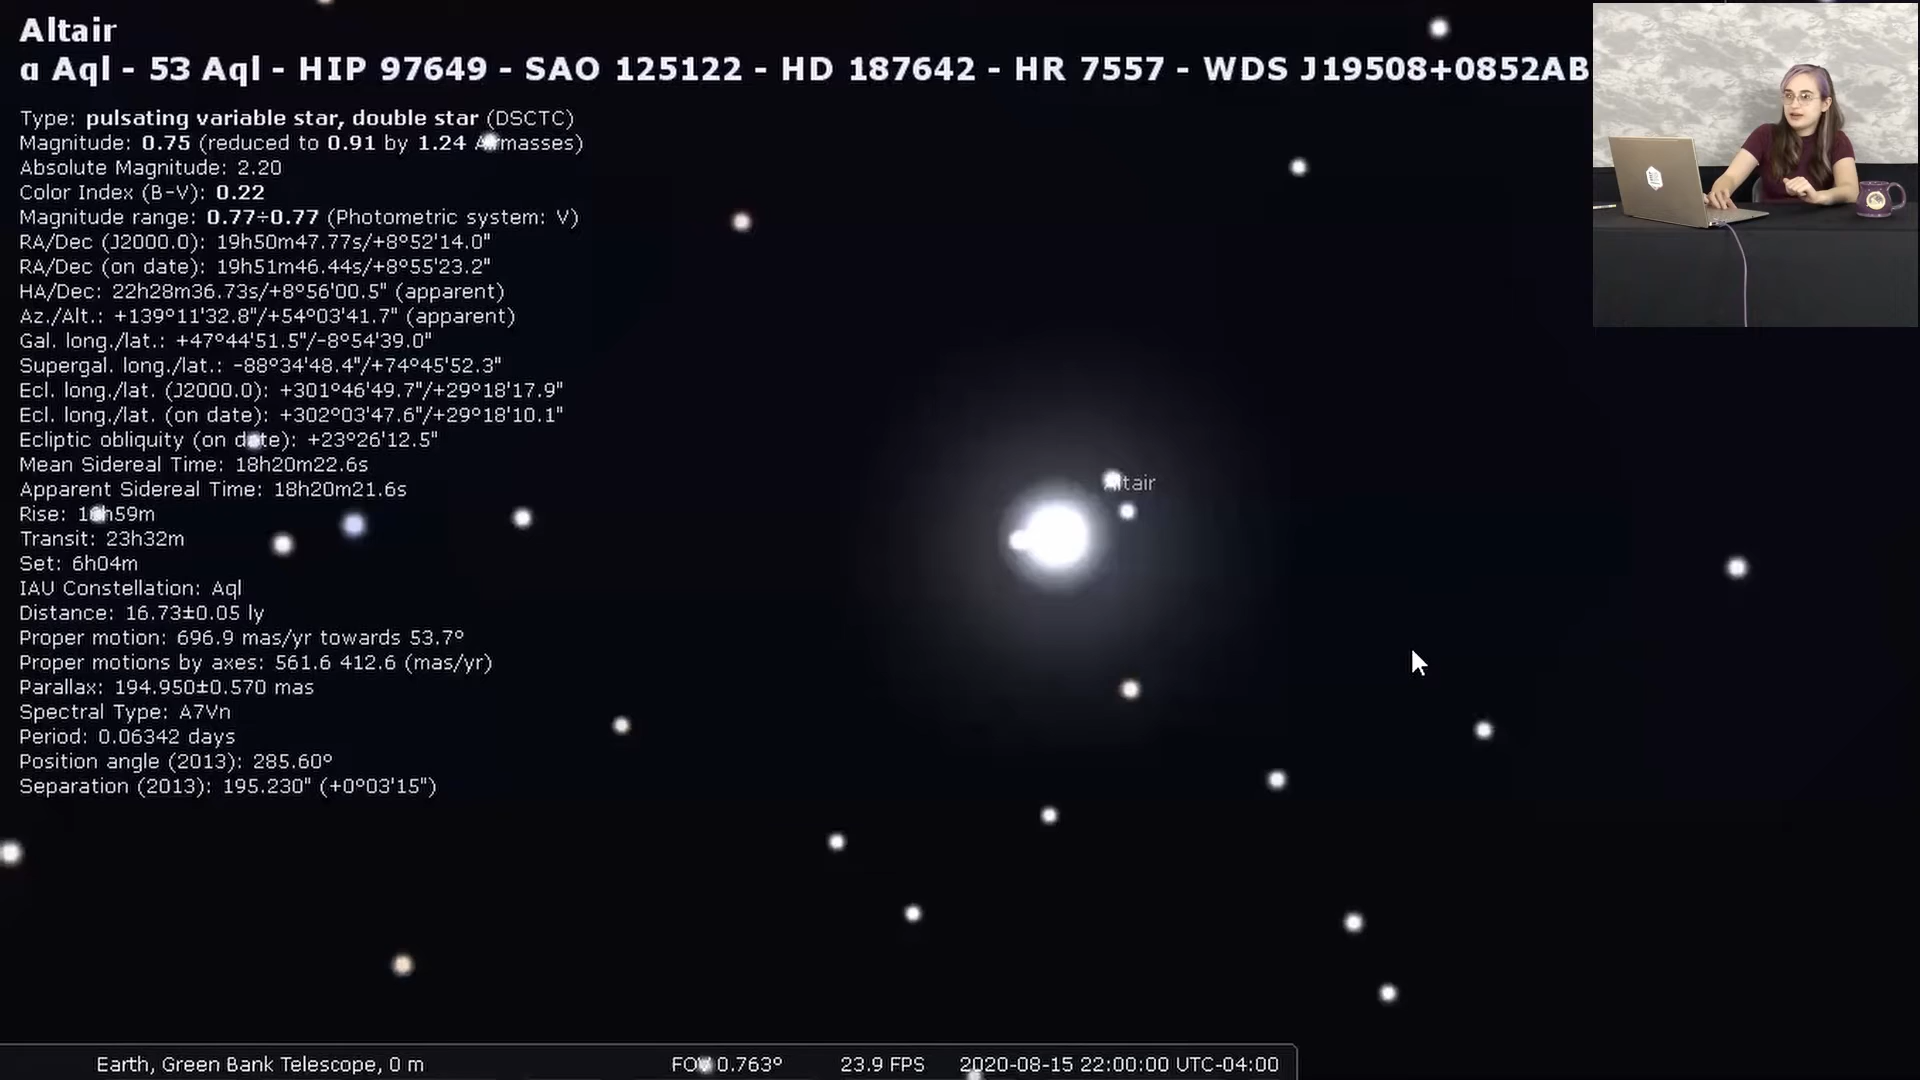 Altair
α Aql - 53 Aql - HIP 97649 - SAO 125122 - HD 187642 - HR 7557 - WDS J19508+0852AB
Type: pulsating variable star, double star (DSCTC)
Magnitude: 0.75 (reduced to 0.91 by 1.24 Airmasses)
Absolute Magnitude: 2.20
Color Index (B-V): 0.22
Magnitude range: 0.77÷0.77 (Photometric system: V)
RA/Dec (J2000.0): 19h50m47.77s/+8°52'14.0"
RA/Dec (on date): 19h51m46.44s/+8°55'23.2"
HA/Dec: 22h28m36.73s/+8°56'00.5" (apparent)
Az./Alt.: +139°11'32.8"/+54°03'41.7" (apparent)
Gal. long./lat.: +47°44'51.5"/-8°54'39.0"
Supergal. long./lat.: -88°34'48.4"/+74°45'52.3"
Ecl. long./lat. (J2000.0): +301°46'49.7"/+29°18'17.9"
Ecl. long./lat. (on date): +302°03'47.6"/+29°18'10.1"
Ecliptic obliquity (on date): +23°26'12.5"
Mean Sidereal Time: 18h20m22.6s
Apparent Sidereal Time: 18h20m21.6s
Rise:
Transit: 23h32m
Set: 6h04m
IAU Constellation: Aql
Distance: 16.73±0.05 ly
Proper motion: 696.9 mas/yr towards 53.7°
Proper motions by axes: 561.6 412.6 (mas/yr)
Parallax: 194.950±0.570 mas
Spectral Type: A7Vn
Period: 0.06342 days
Position angle (2013): 285.60°
Separation (2013): 195.230" (+0°03'15")
Altair
Earth, Green Bank Telescope, 0 m FOV 0.763° 23.9 FPS 2020-08-15 22:00:00 UTC-04:00